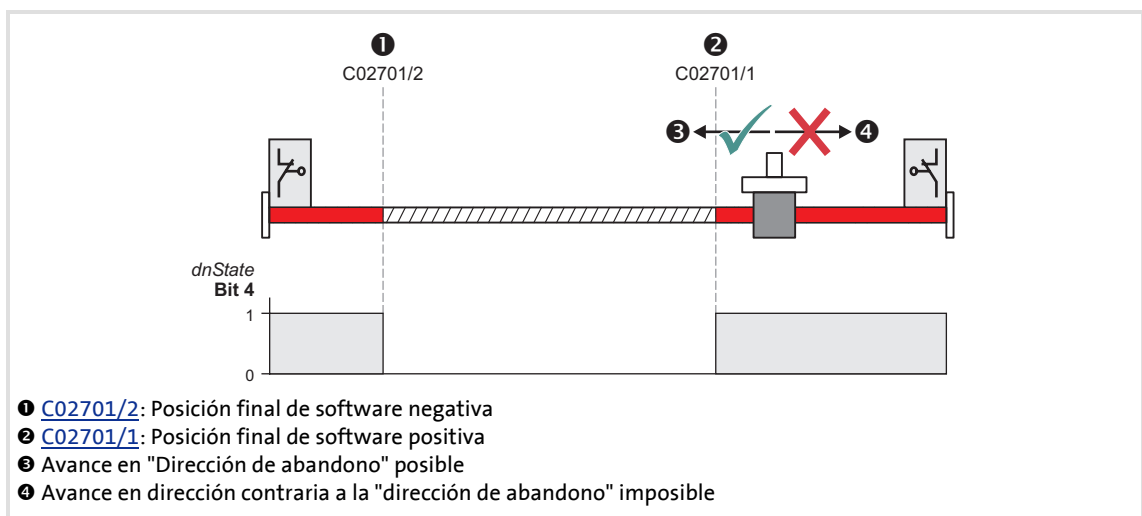 ❶ ❷
C02701/2 C02701/1
❸ ❹
dnState
Bit 4
1
0
❶ C02701/2: Posición final de software negativa
❷ C02701/1: Posición final de software positiva
❸ Avance en "Dirección de abandono" posible
❹ Avance en dirección contraria a la "dirección de abandono" imposible